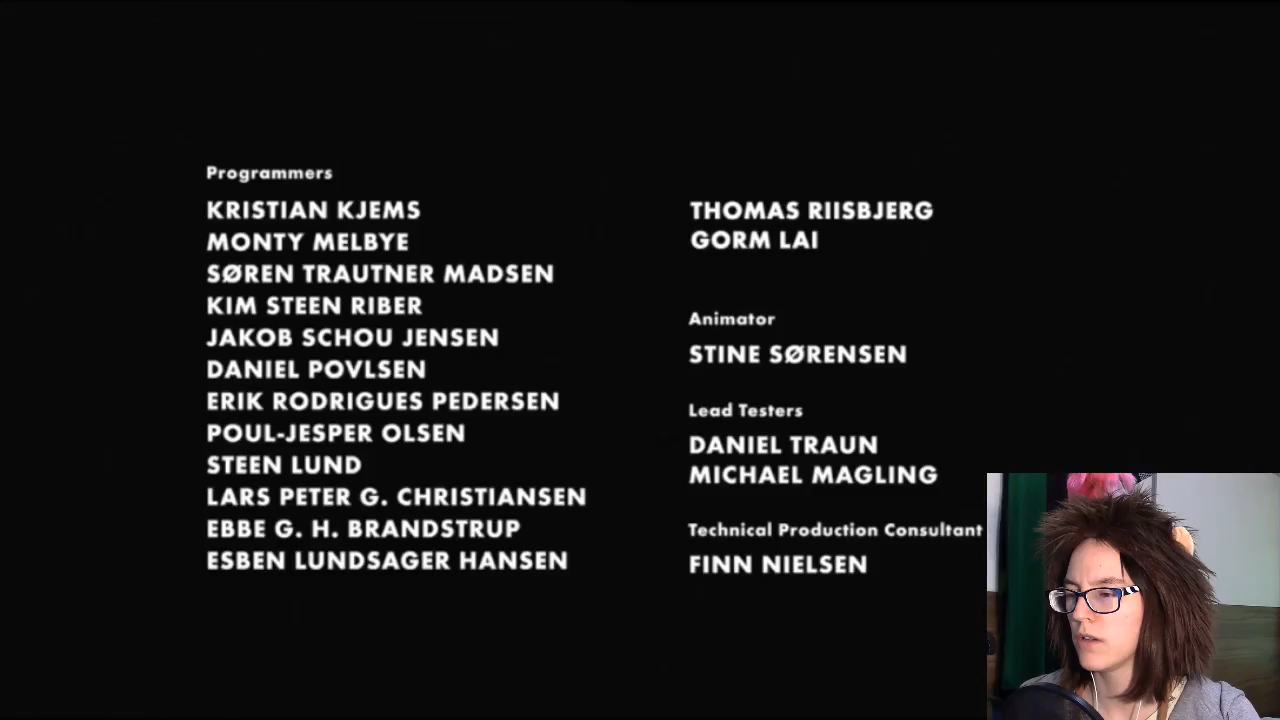 Programmers
KRISTIAN KJEMS
MONTY MELBYE
SØREN TRAUTNER MADSEN
KIM STEEN RIBER
JAKOB SCHOU JENSEN
DANIEL POVLSEN
ERIK RODRIGUES PEDERSEN
POUL-JESPER OLSEN
STEEN LUND
LARS PETER G. CHRISTIANSEN
EBBE G. H. BRANDSTRUP
ESBEN LUNDSAGER HANSEN
THOMAS RIISBJERG
GORM LAI
Animator
STINE SØRENSEN
Lead Testers
DANIEL TRAUN
MICHAEL MAGLING
Technical Production Consultant
FINN NIELSEN